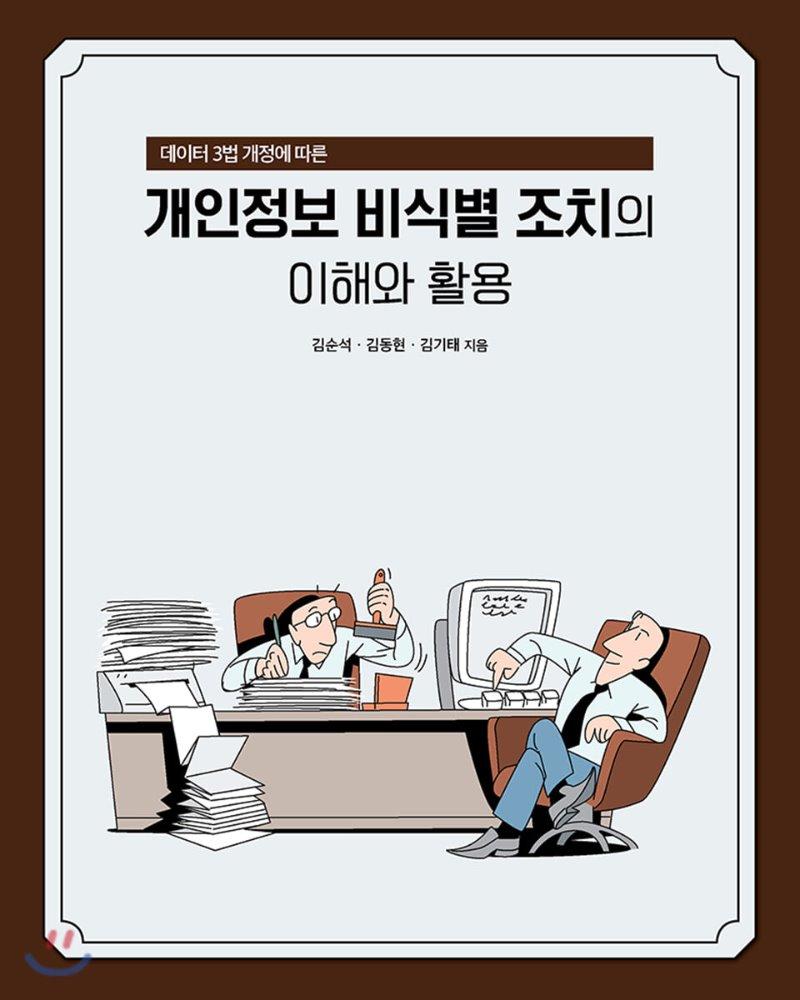 데이터 3법 개정에 따른
개인정보 비식별 조치의
이해와 활용
김순석 · 김동현 · 김기태 지음